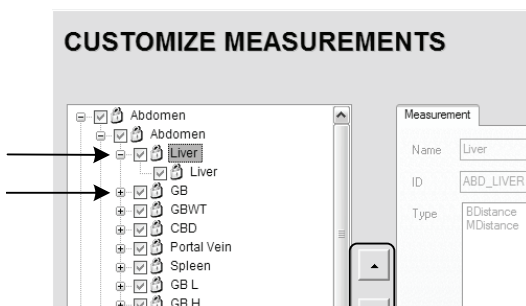 CUSTOMIZE MEASUREMENTS
Abdomen
Abdomen
Liver
Liver
GB
GBWT
CBD
Portal Vein
Spleen
GB L
GB H
Measurement
Name Liver
ID ABD_LIVER
Type BDistance
MDistance